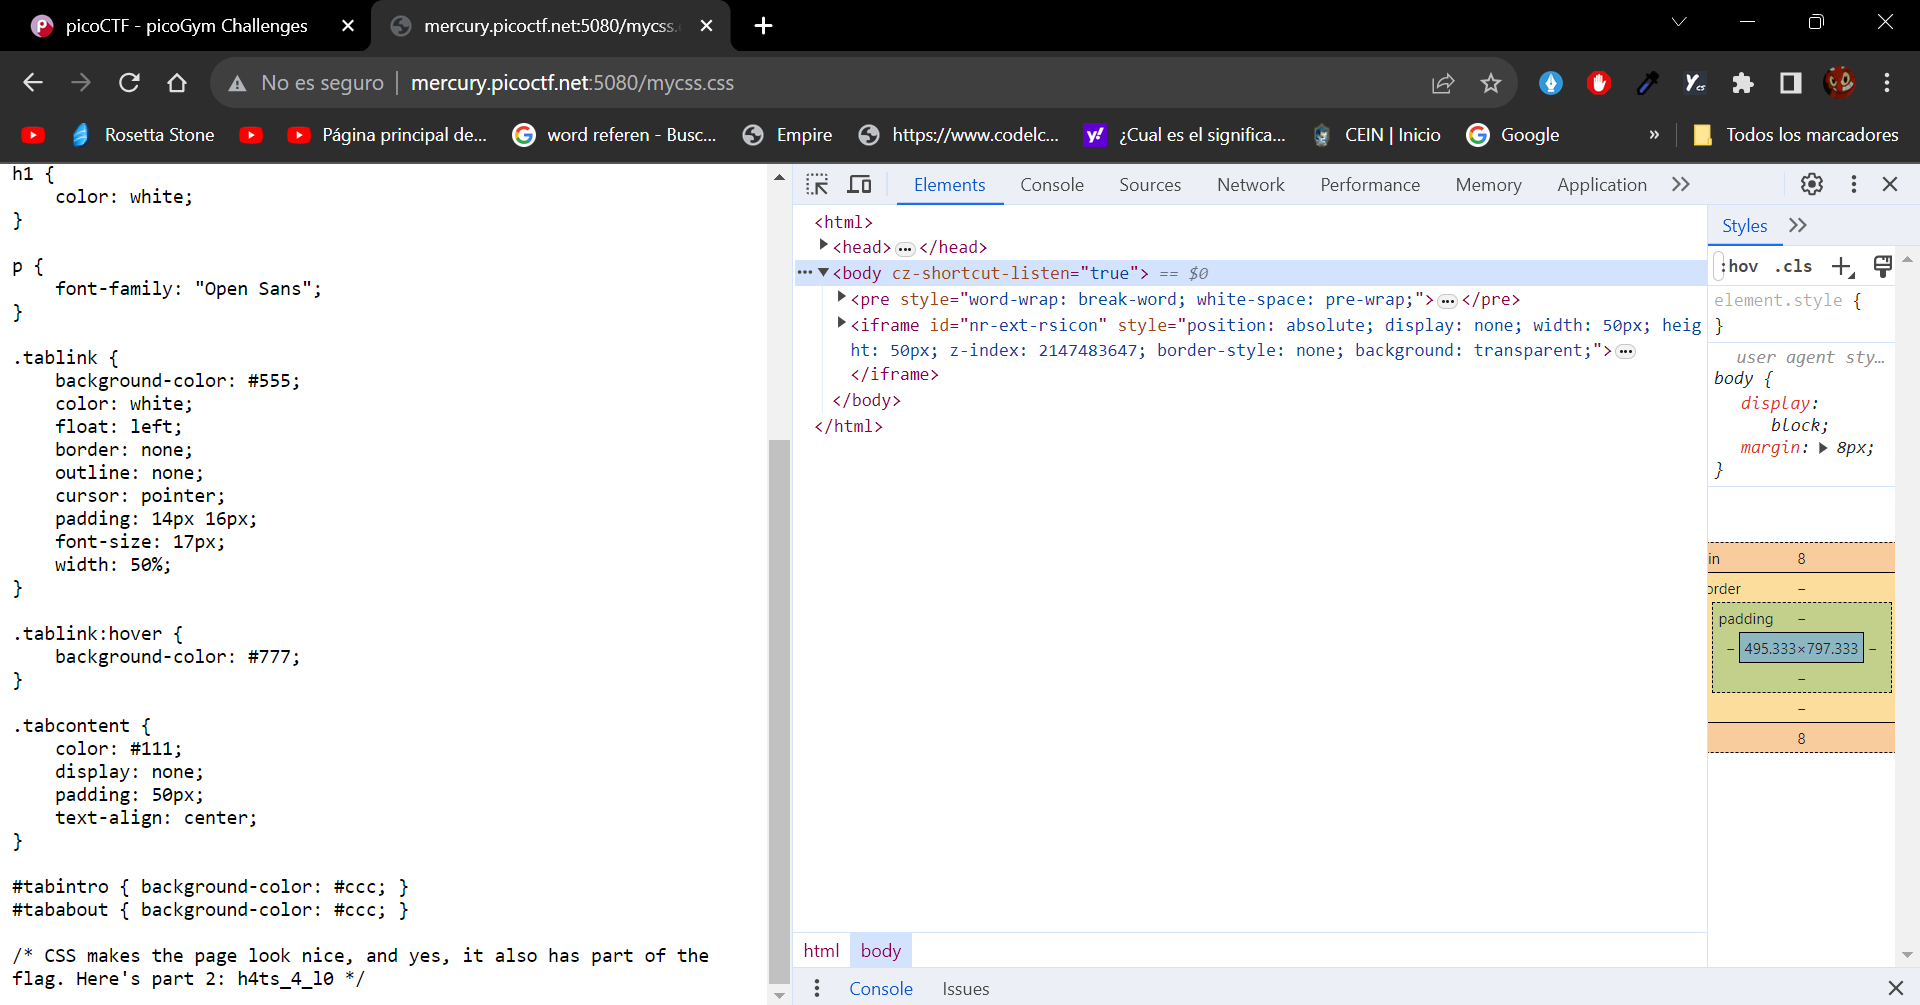 picoCTF - picoGym Challenges
mercury.picoctf.net:5080/mycss.
No es seguro
mercury.picoctf.net:5080/mycss.css
Rosetta Stone
Página principal de...
word referen - Busc...
Empire
https://www.codelc...
¿Cual es el significa...
CEIN | Inicio
Google
»
Todos los marcadores
h1 {
    color: white;
}
p {
    font-family: "Open Sans";
}
.tablink {
    background-color: #555;
    color: white;
    float: left;
    border: none;
    outline: none;
    cursor: pointer;
    padding: 14px 16px;
    font-size: 17px;
    width: 50%;
}
.tablink:hover {
    background-color: #777;
}
.tabcontent {
    color: #111;
    display: none;
    padding: 50px;
    text-align: center;
}
#tabintro { background-color: #ccc; }
#tababout { background-color: #ccc; }
/* CSS makes the page look nice, and yes, it also has part of the
flag. Here's part 2: h4ts_4_l0 */
Elements Console Sources Network Performance Memory Application
<html>
<head> ... </head>
... <body cz-shortcut-listen="true"> == $0
<pre style="word-wrap: break-word; white-space: pre-wrap;"> ... </pre>
<iframe id="nr-ext-rsicon" style="position: absolute; display: none; width: 50px; heig
ht: 50px; z-index: 2147483647; border-style: none; background: transparent;"> ...
</iframe>
</body>
</html>
html body
Console Issues
Styles
:hov .cls
element.style {
}
user agent sty...
body {
display:
block;
margin: 8px;
}
in 8
order –
padding –
– 495.333×797.333 –
–
–
8